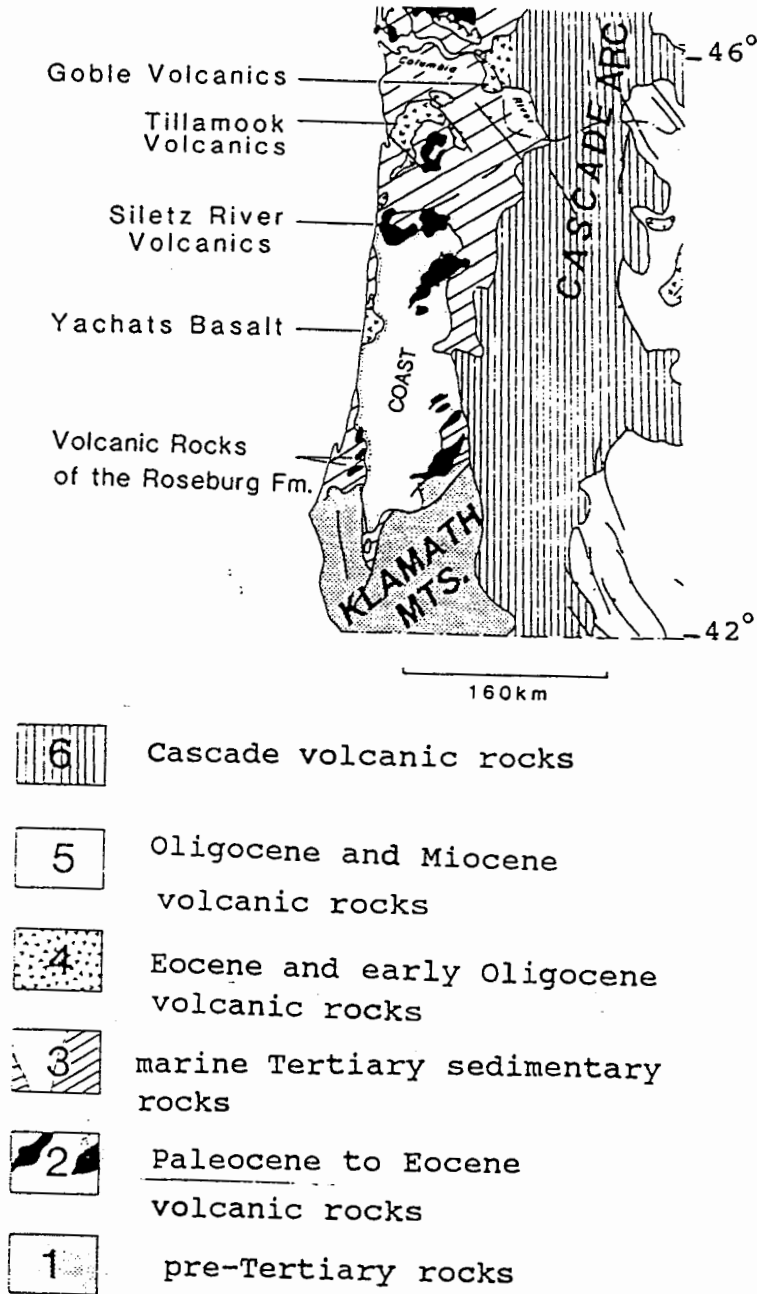 46°
Columbia
Goble Volcanics
River
Tillamook
Volcanics
CASCADE ARC
Siletz River
Volcanics
Yachats Basalt
COAST
Volcanic Rocks
of the Roseburg Fm.
KLAMATH
MTS.
42°
160km
6 Cascade volcanic rocks
5 Oligocene and Miocene
volcanic rocks
4 Eocene and early Oligocene
volcanic rocks
3 marine Tertiary sedimentary
rocks
2 Paleocene to Eocene
volcanic rocks
1 pre-Tertiary rocks